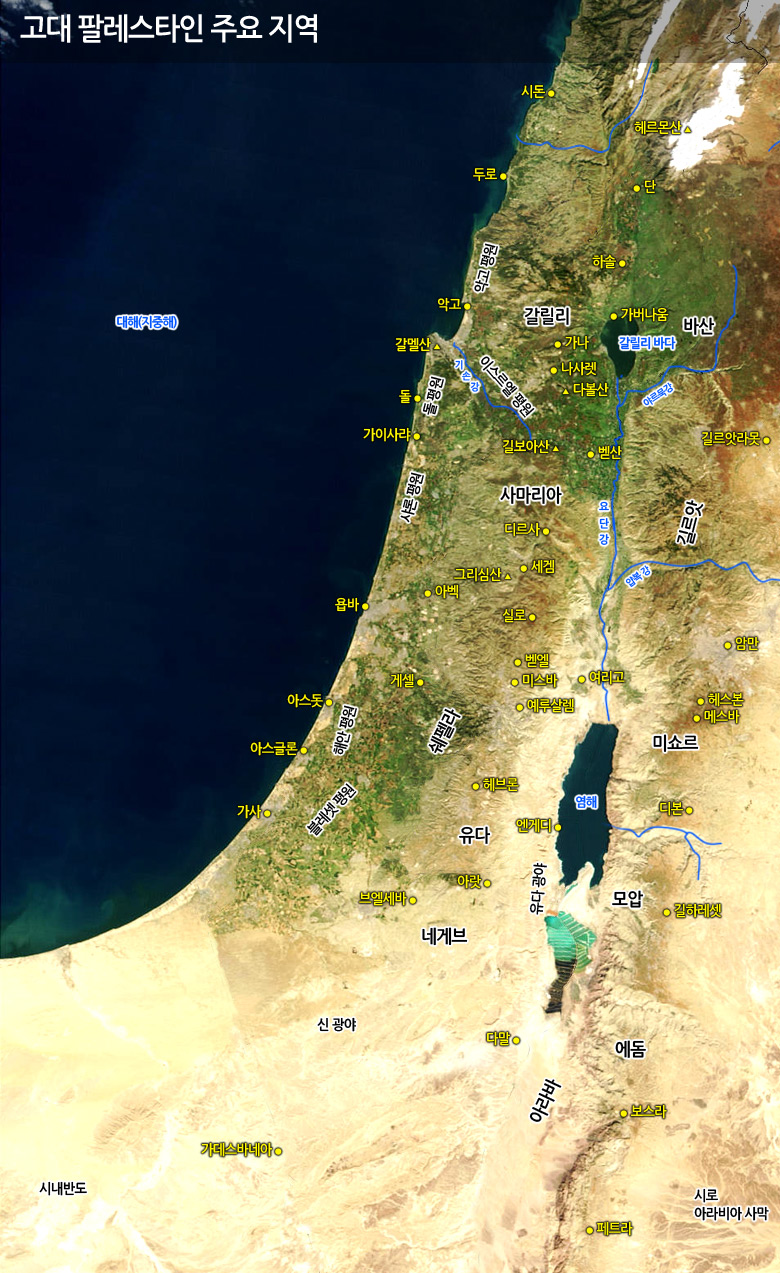 고대 팔레스타인 주요 지역
시돈
헤르몬산
두로
단
악고 평원
하솔
악고
가버나움
갈릴리
대해(지중해)
바산
갈멜산
가나
갈릴리 바다
이스르엘 평원
기손강
나사렛
다볼산
야르묵강
돌
돌 평원
가이사랴
길르앗라못
길보아산
벧산
샤론 평원
사마리아
요단강
길르앗
디르사
세겜
그리심산
얍복 강
아벡
욥바
실로
암만
벧엘
게셀
미스바
여리고
아스돗
예루살렘
헤스본
메스바
해안 평원
쉐펠라
미쇼르
아스글론
헤브론
염해
가사
블레셋 평원
디본
엔게디
유다
아랏
유다 광야
브엘세바
모압
길하레셋
네게브
신 광야
다말
에돔
아라바
보스라
가데스바네아
시내반도
시로
아라비아 사막
페트라